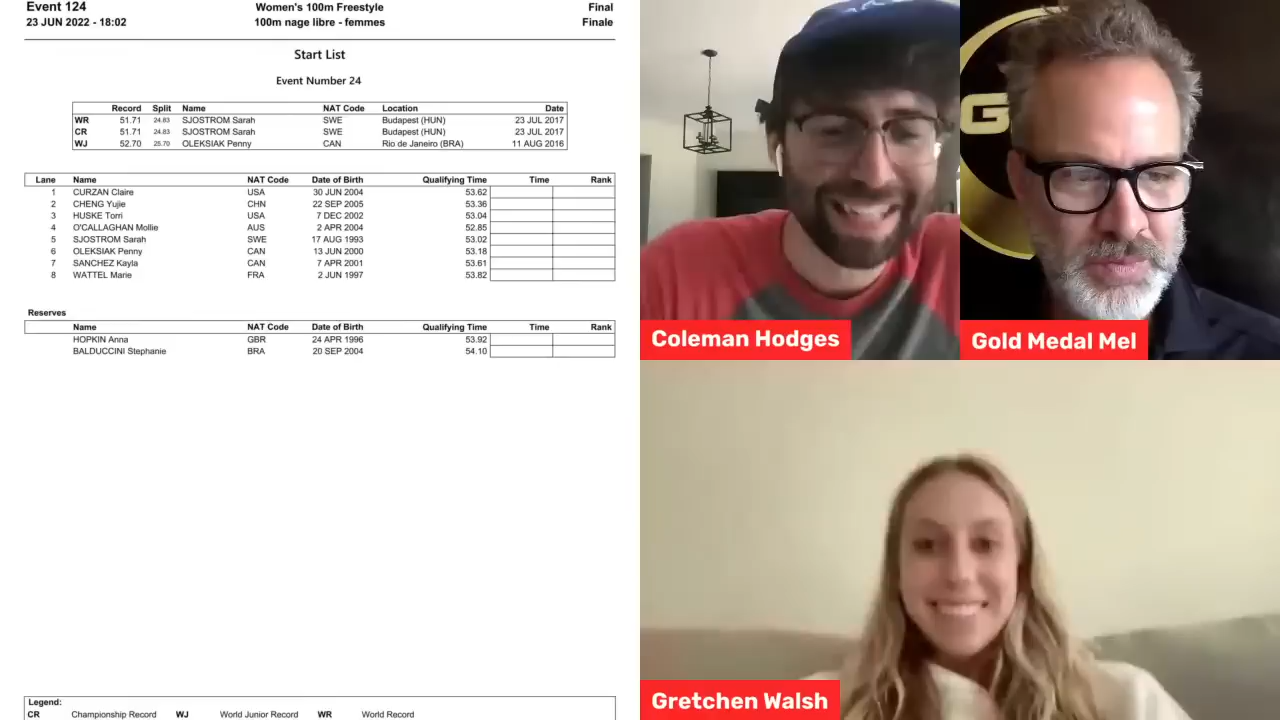 Event 124 Women's 100m Freestyle Final
23 JUN 2022 - 18:02 100m nage libre - femmes Finale
Start List
Event Number 24
Record Split Name NAT Code Location Date
WR 51.71 24.83 SJOSTROM Sarah SWE Budapest (HUN) 23 JUL 2017
CR 51.71 24.83 SJOSTROM Sarah SWE Budapest (HUN) 23 JUL 2017
WJ 52.70 25.70 OLEKSIAK Penny CAN Rio de Janeiro (BRA) 11 AUG 2016
Lane Name NAT Code Date of Birth Qualifying Time Time Rank
1 CURZAN Claire USA 30 JUN 2004 53.62
2 CHENG Yujie CHN 22 SEP 2005 53.36
3 HUSKE Torri USA 7 DEC 2002 53.04
4 O'CALLAGHAN Mollie AUS 2 APR 2004 52.85
5 SJOSTROM Sarah SWE 17 AUG 1993 53.02
6 OLEKSIAK Penny CAN 13 JUN 2000 53.18
7 SANCHEZ Kayla CAN 7 APR 2001 53.61
8 WATTEL Marie FRA 2 JUN 1997 53.82
Reserves
Name NAT Code Date of Birth Qualifying Time Time Rank
HOPKIN Anna GBR 24 APR 1996 53.92
BALDUCCINI Stephanie BRA 20 SEP 2004 54.10
Legend:
CR Championship Record WJ World Junior Record WR World Record
G
Coleman Hodges
Gold Medal Mel
Gretchen Walsh